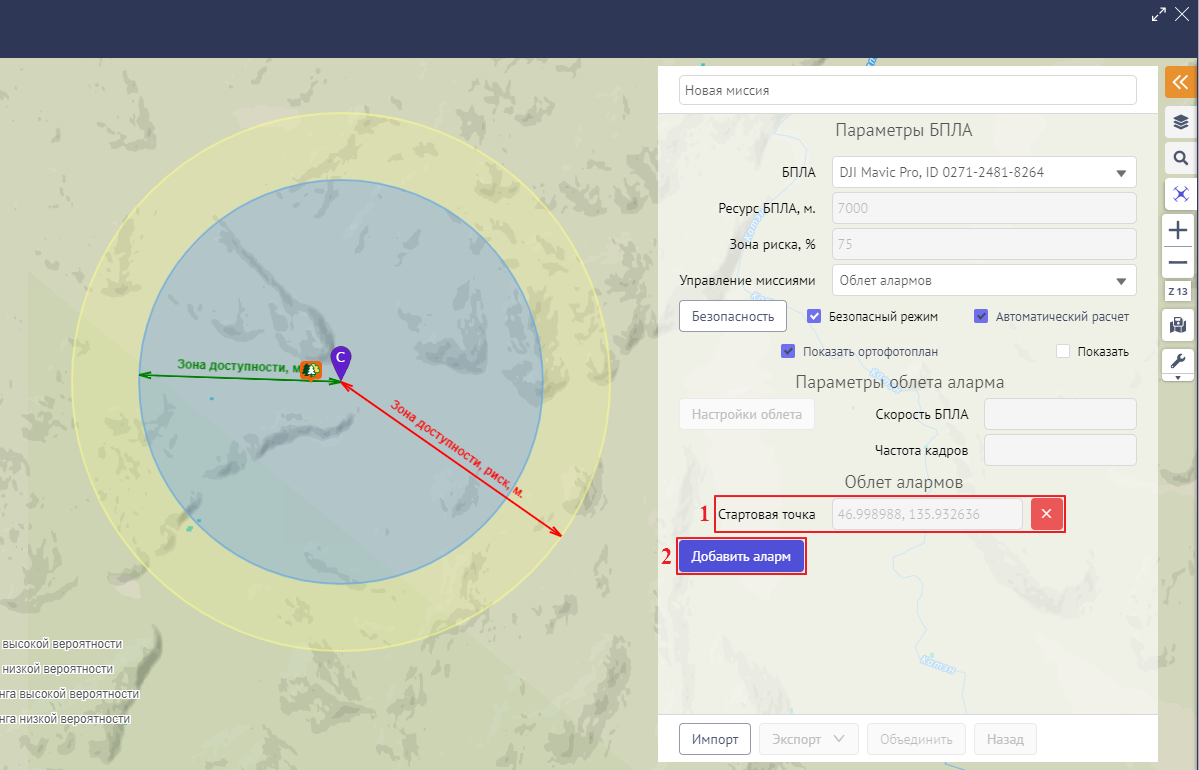 Новая миссия
Параметры БПЛА
БПЛА DJI Mavic Pro, ID 0271-2481-8264
Ресурс БПЛА, м. 7000
Зона риска, % 75
Управление миссиями Облет алармов
Безопасность Безопасный режим Автоматический расчет
Показать ортофотоплан Показать
Параметры облета аларма
Настройки облета Скорость БПЛА
Частота кадров
Облет алармов
1 Стартовая точка 46.998988, 135.932636
2 Добавить аларм
Импорт Экспорт Объединить Назад
Z 13
C
Зона доступности, м
Зона доступности, риск, м.
Катэн
высокой вероятности
низкой вероятности
нга высокой вероятности
нга низкой вероятности